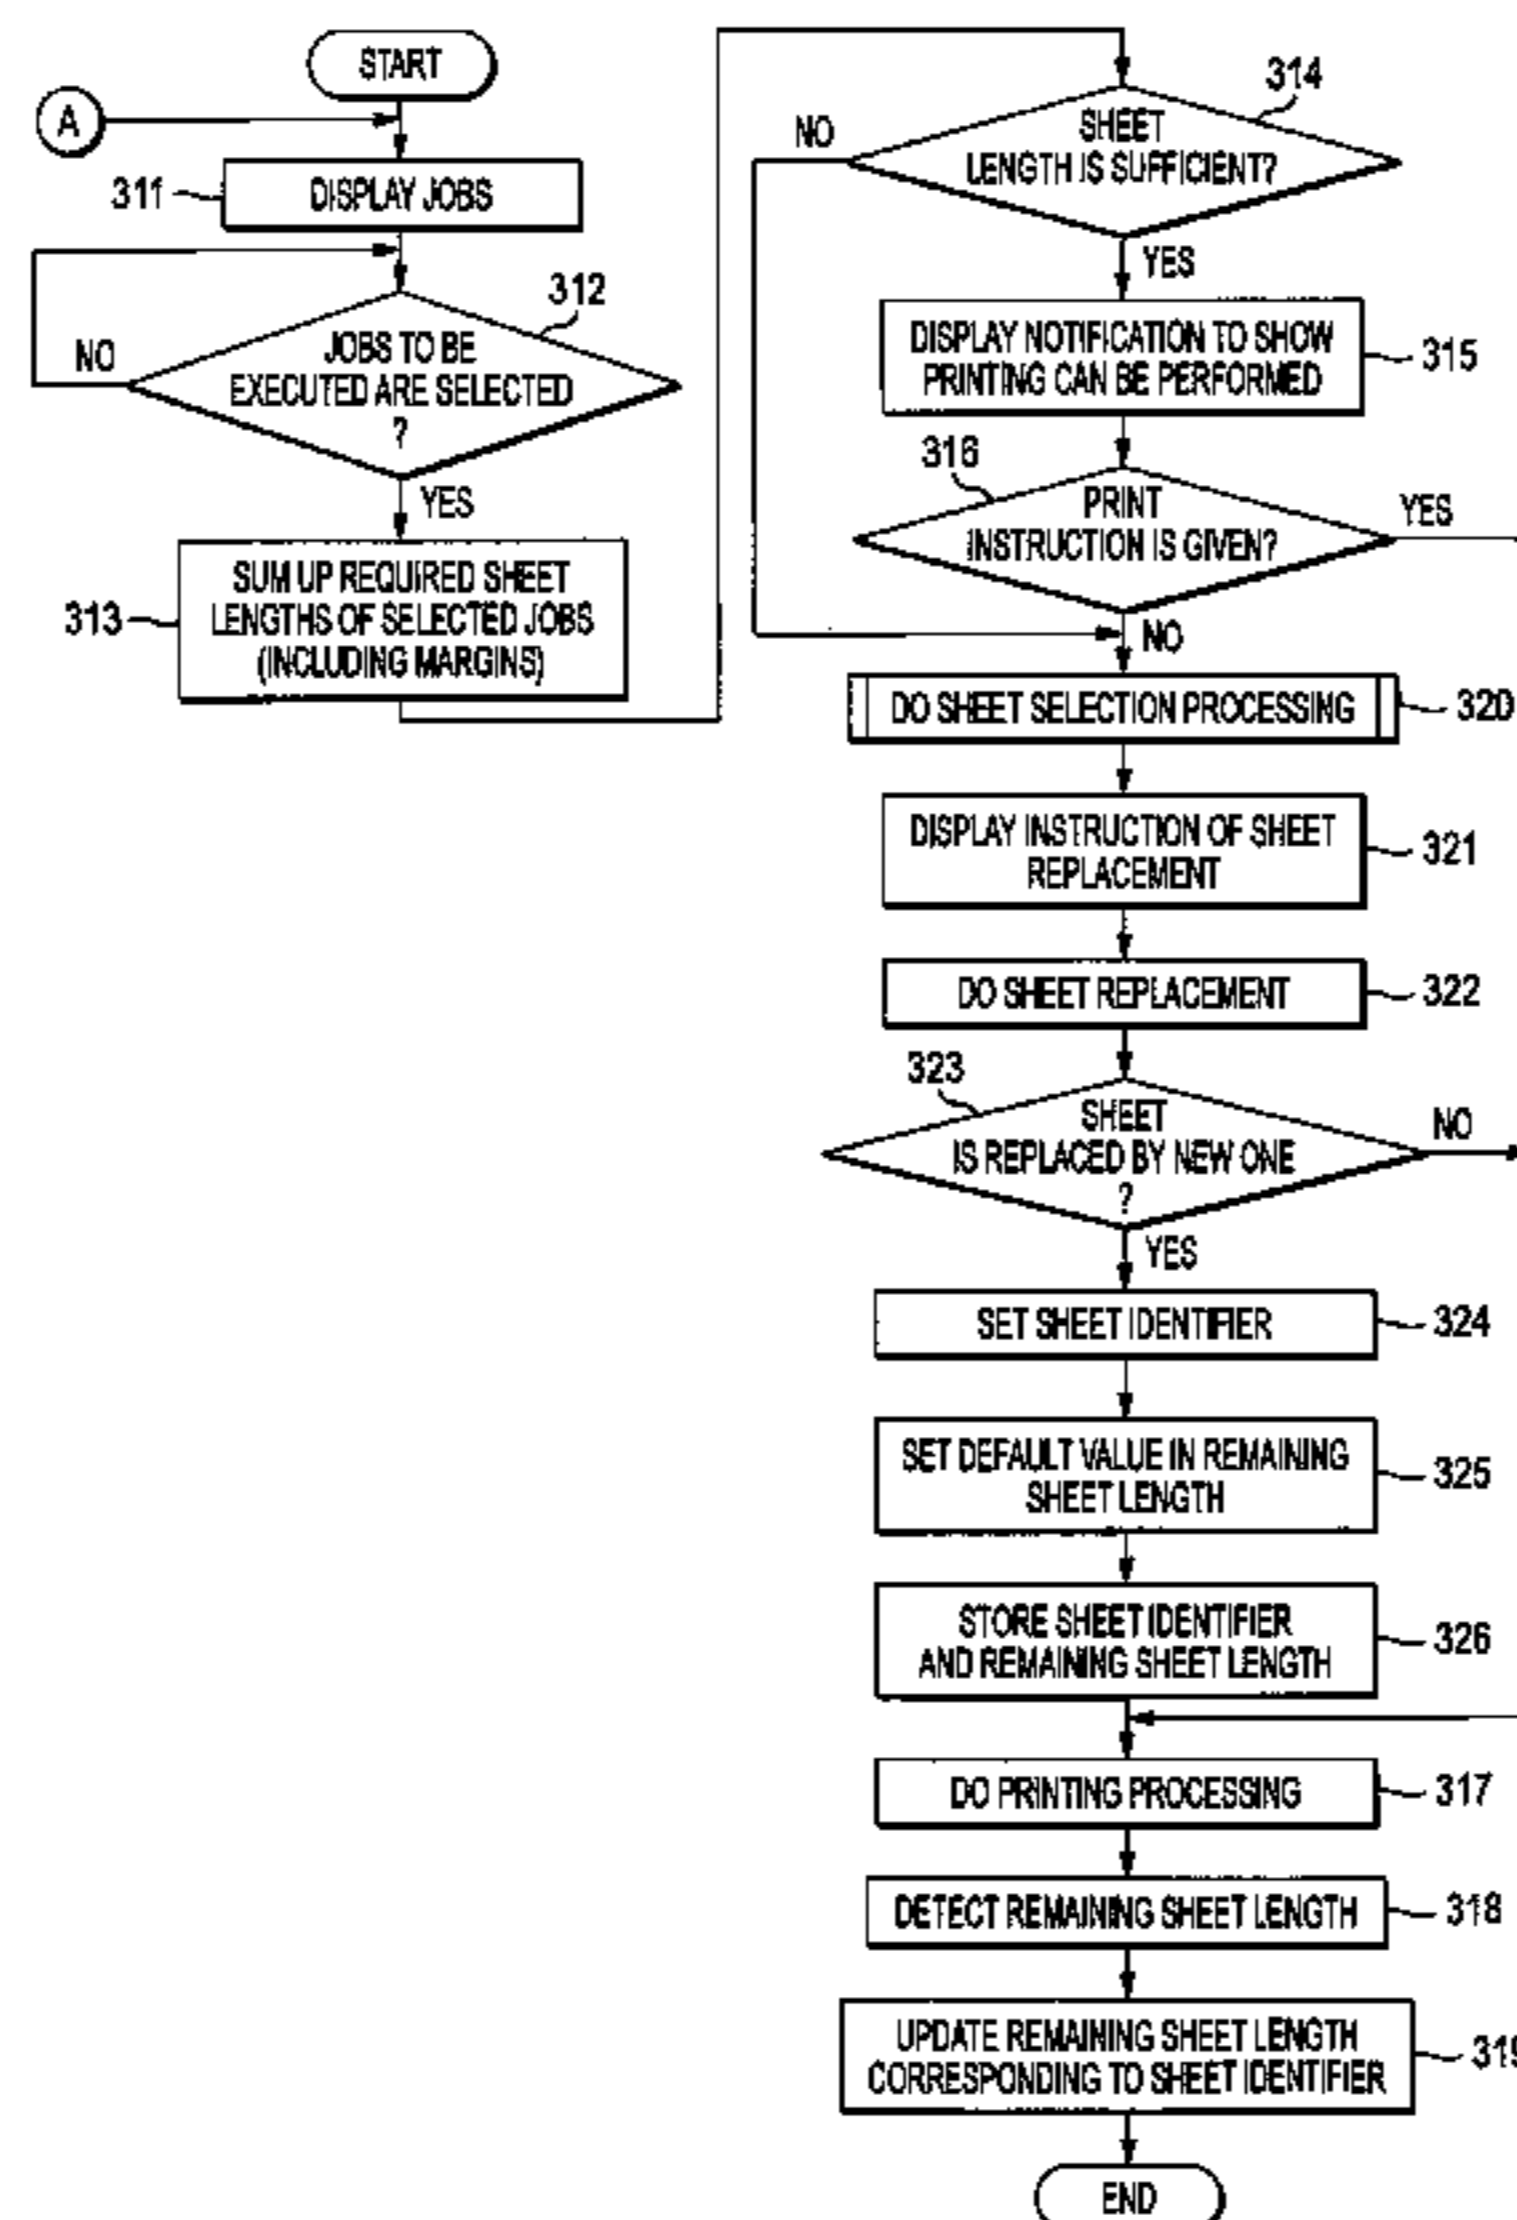 START
A
311
DISPLAY JOBS
312
JOBS TO BE
EXECUTED ARE SELECTED
?
NO
YES
313
SUM UP REQUIRED SHEET
LENGTHS OF SELECTED JOBS
(INCLUDING MARGINS)
314
SHEET
LENGTH IS SUFFICIENT?
NO
YES
DISPLAY NOTIFICATION TO SHOW
PRINTING CAN BE PERFORMED
315
316
PRINT
INSTRUCTION IS GIVEN?
YES
NO
DO SHEET SELECTION PROCESSING
320
DISPLAY INSTRUCTION OF SHEET
REPLACEMENT
321
DO SHEET REPLACEMENT
322
323
SHEET
IS REPLACED BY NEW ONE
?
NO
YES
SET SHEET IDENTIFIER
324
SET DEFAULT VALUE IN REMAINING
SHEET LENGTH
325
STORE SHEET IDENTIFIER
AND REMAINING SHEET LENGTH
326
DO PRINTING PROCESSING
317
DETECT REMAINING SHEET LENGTH
318
UPDATE REMAINING SHEET LENGTH
CORRESPONDING TO SHEET IDENTIFIER
319
END